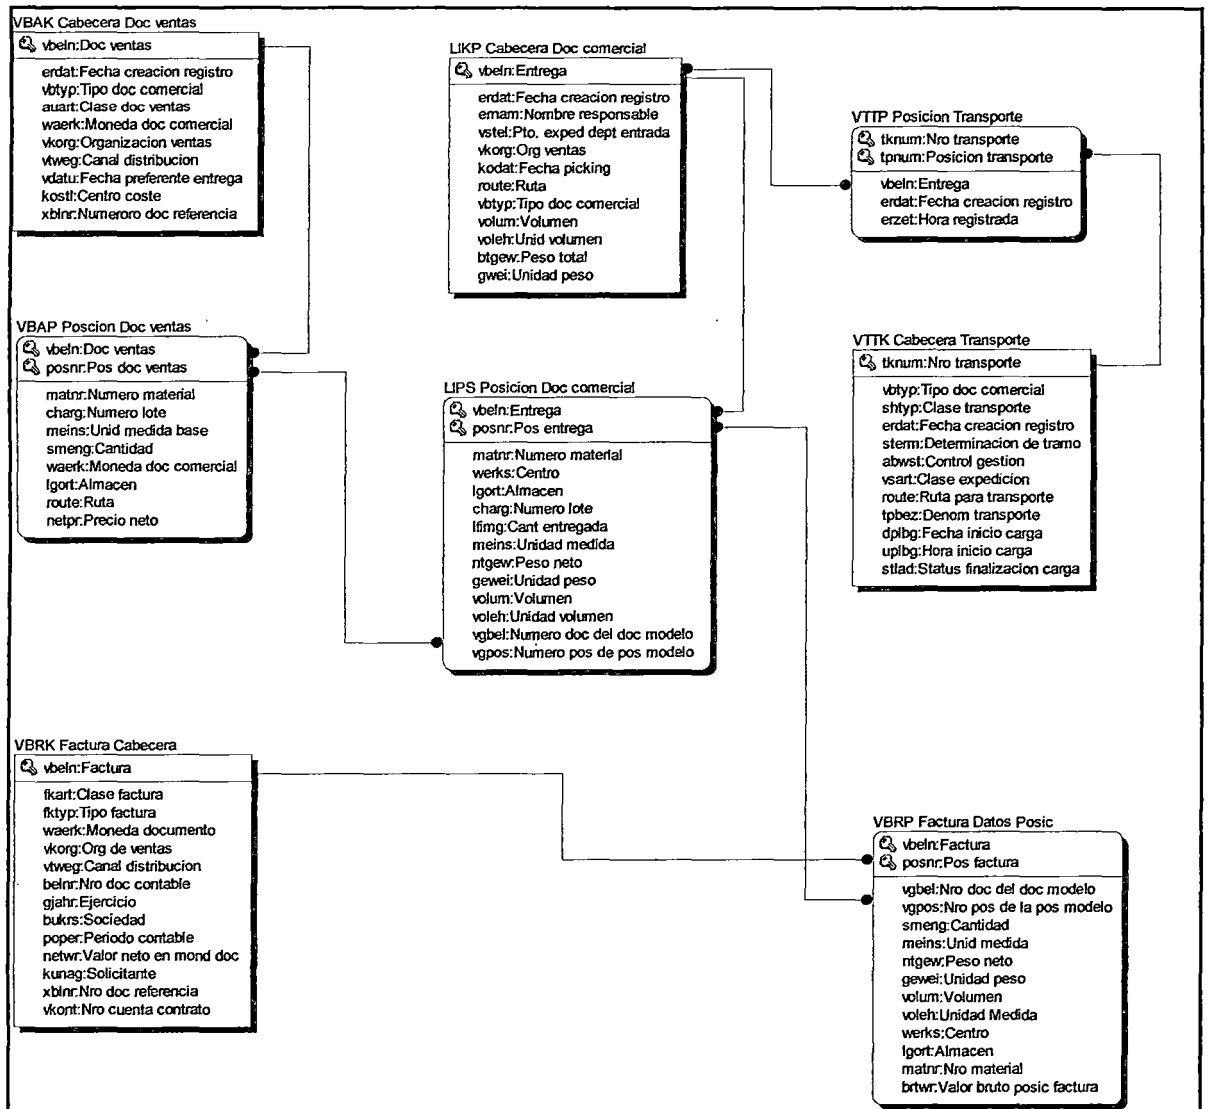 VBAK Cabecera Doc ventas
vbeln:Doc ventas
erdat:Fecha creacion registro
vbtyp:Tipo doc comercial
auart:Clase doc ventas
waerk:Moneda doc comercial
vkorg:Organizacion ventas
vtweg:Canal distribucion
vdatu:Fecha preferente entrega
kostl:Centro coste
xblnr:Numeroro doc referencia
LIKP Cabecera Doc comercial
vbeln:Entrega
erdat:Fecha creacion registro
ernam:Nombre responsable
vstel:Pto. exped dept entrada
vkorg:Org ventas
kodat:Fecha picking
route:Ruta
vbtyp:Tipo doc comercial
volum:Volumen
voleh:Unid volumen
btgew:Peso total
gwei:Unidad peso
VTTP Posicion Transporte
tknum:Nro transporte
tpnum:Posicion transporte
vbeln:Entrega
erdat:Fecha creacion registro
erzet:Hora registrada
VBAP Poscion Doc ventas
vbeln:Doc ventas
posnr:Pos doc ventas
matnr:Numero material
charg:Numero lote
meins:Unid medida base
smeng:Cantidad
waerk:Moneda doc comercial
lgort:Almacen
route:Ruta
netpr:Precio neto
LIPS Posicion Doc comercial
vbeln:Entrega
posnr:Pos entrega
matnr:Numero material
werks:Centro
lgort:Almacen
charg:Numero lote
lfimg:Cant entregada
meins:Unidad medida
ntgew:Peso neto
gewei:Unidad peso
volum:Volumen
voleh:Unidad volumen
vgbel:Numero doc del doc modelo
vgpos:Numero pos de pos modelo
VTTK Cabecera Transporte
tknum:Nro transporte
vbtyp:Tipo doc comercial
shtyp:Clase transporte
erdat:Fecha creacion registro
sterm:Determinacion de tramo
abwst:Control gestion
vsart:Clase expedicion
route:Ruta para transporte
tpbez:Denom transporte
dplbg:Fecha inicio carga
uplbg:Hora inicio carga
stlad:Status finalizacion carga
VBRK Factura Cabecera
vbeln:Factura
fkart:Clase factura
fktyp:Tipo factura
waerk:Moneda documento
vkorg:Org de ventas
vtweg:Canal distribucion
belnr:Nro doc contable
gjahr:Ejercicio
bukrs:Sociedad
poper:Periodo contable
netwr:Valor neto en mond doc
kunag:Solicitante
xblnr:Nro doc referencia
vkont:Nro cuenta contrato
VBRP Factura Datos Posic
vbeln:Factura
posnr:Pos factura
vgbel:Nro doc del doc modelo
vgpos:Nro pos de la pos modelo
smeng:Cantidad
meins:Unid medida
ntgew:Peso neto
gewei:Unidad peso
volum:Volumen
voleh:Unidad Medida
werks:Centro
lgort:Almacen
matnr:Nro material
brtwr:Valor bruto posic factura